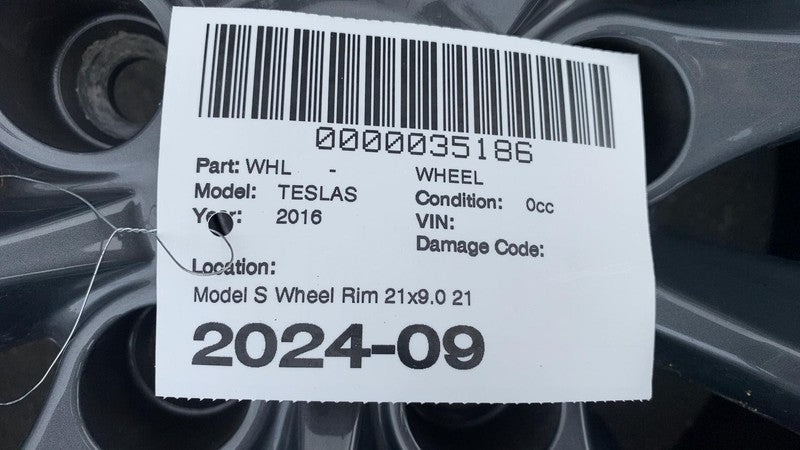 0000035186
Part: WHL - WHEEL
Model: TESLAS Condition: 0cc
Year: 2016 VIN:
Damage Code:
Location:
Model S Wheel Rim 21x9.0 21
2024-09